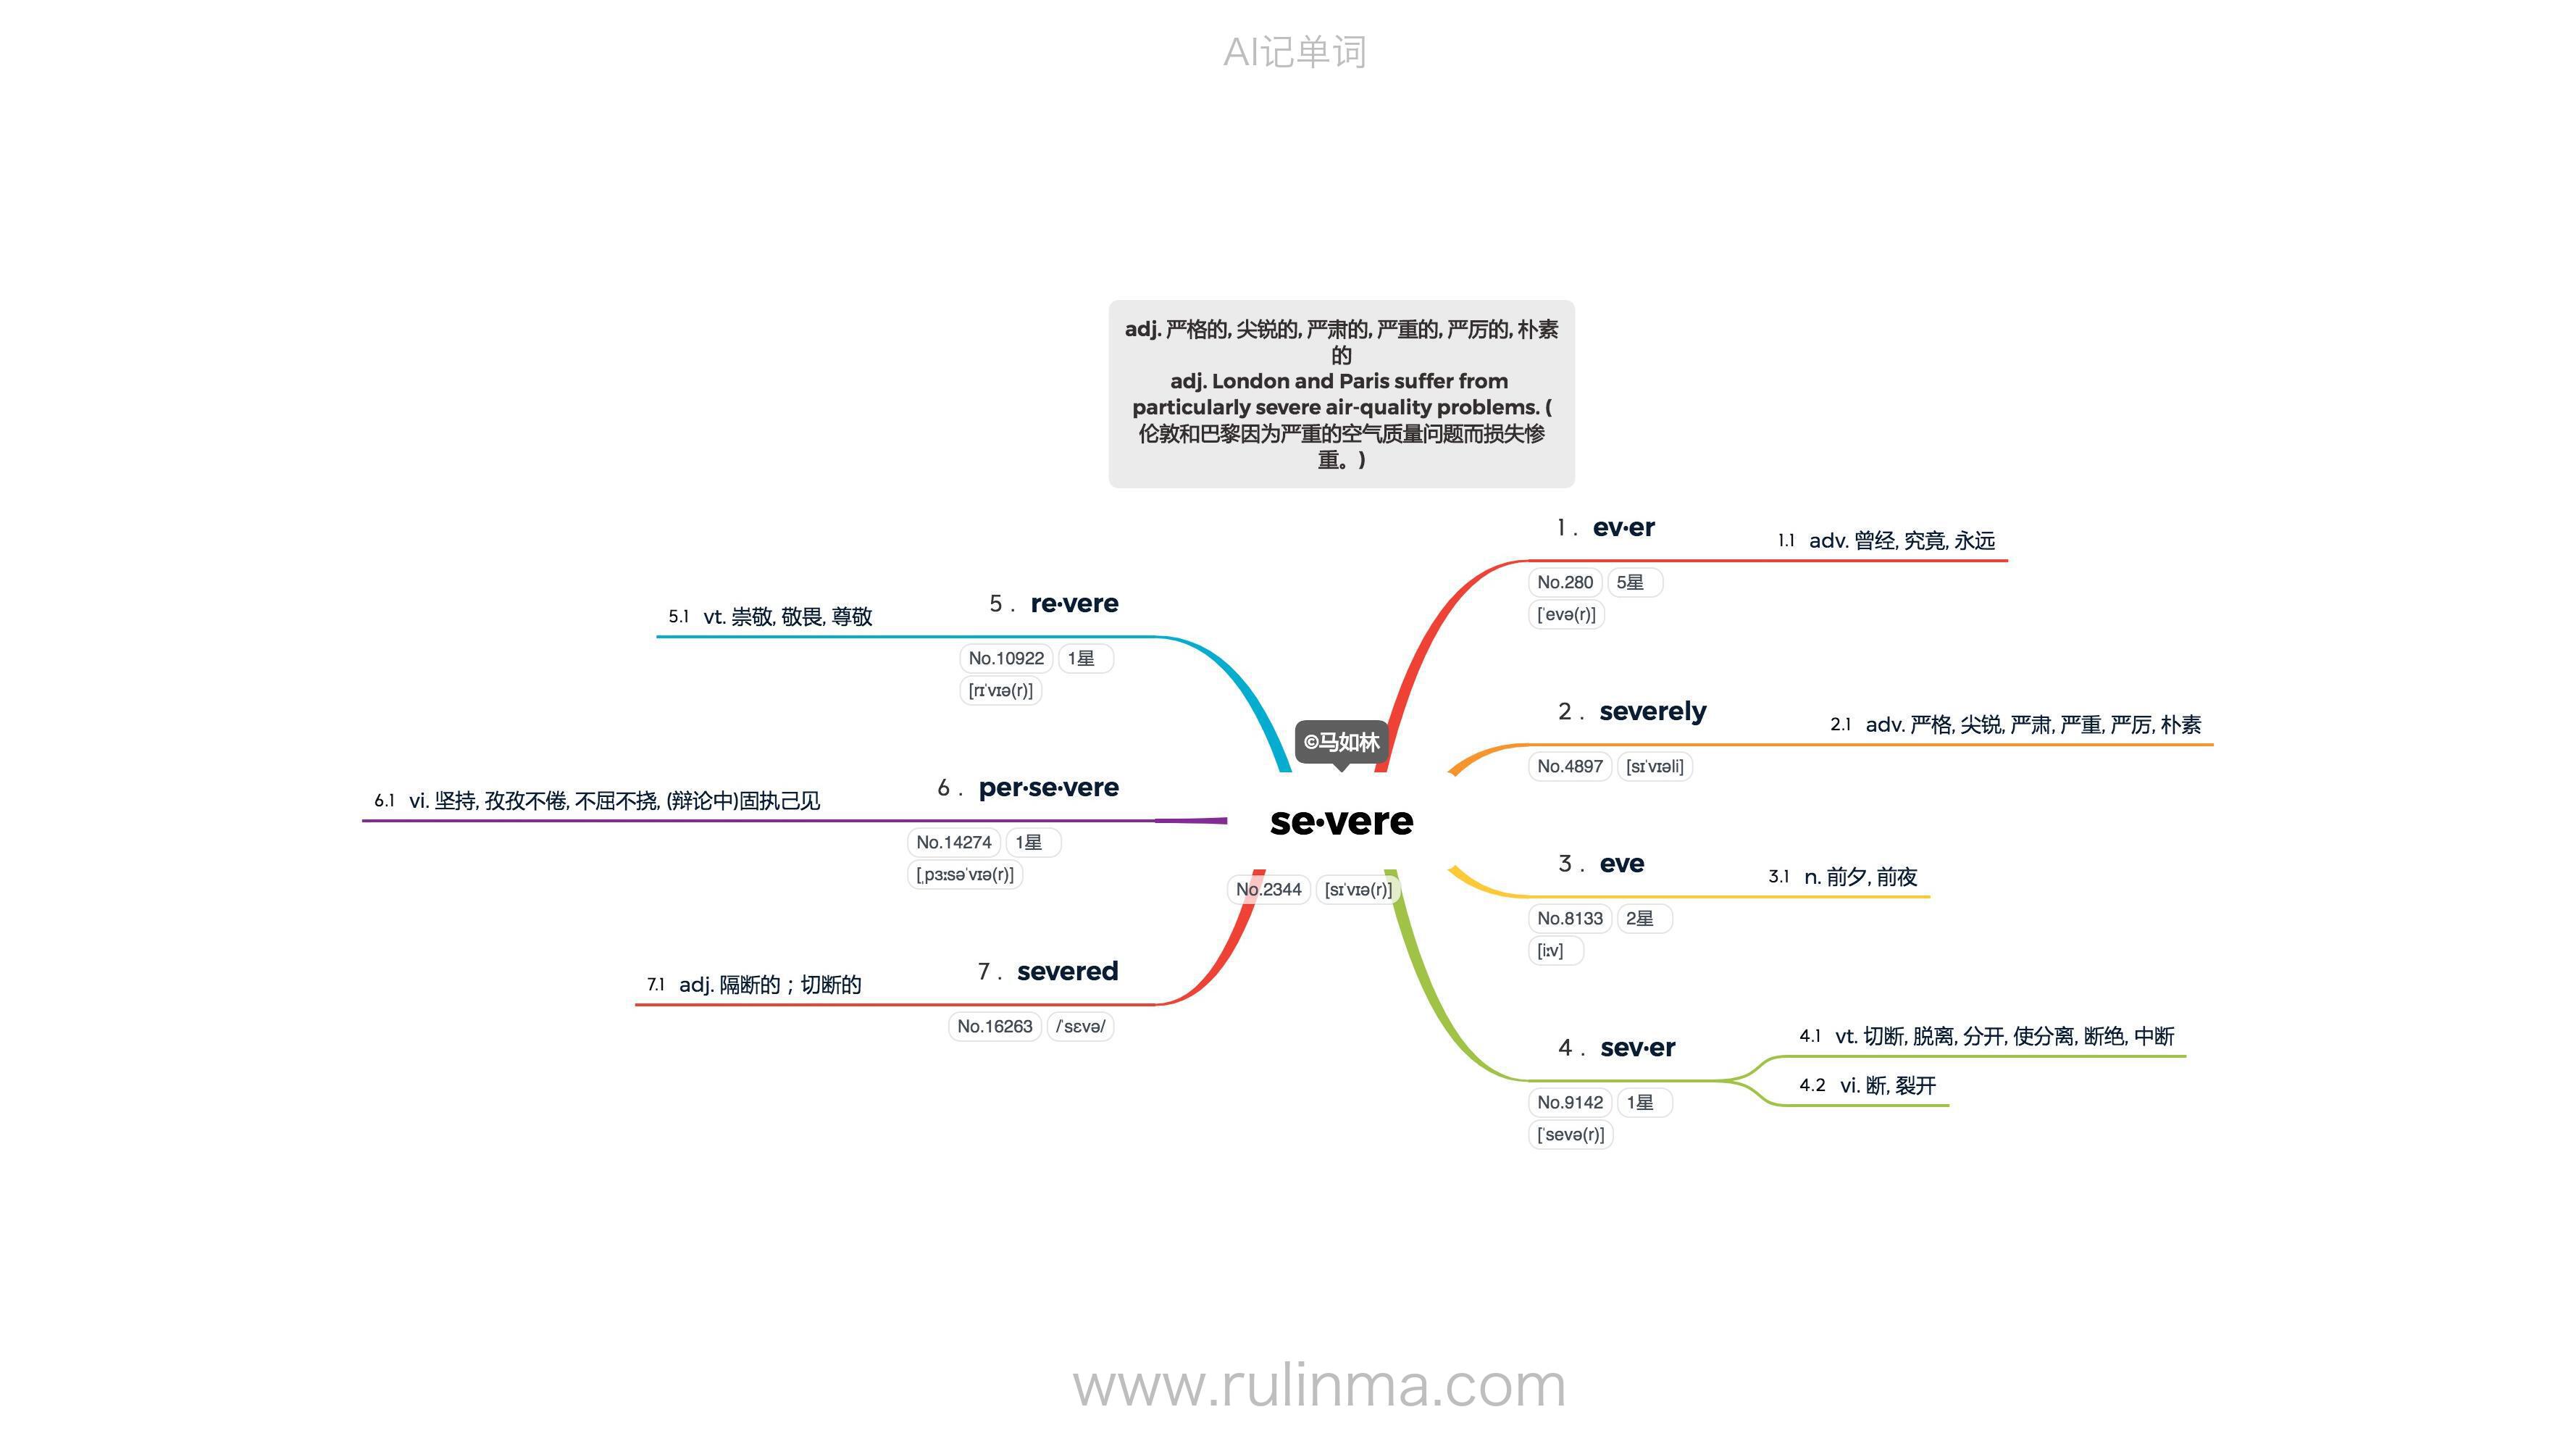 AI记单词
adj. 严格的, 尖锐的, 严肃的, 严重的, 严厉的, 朴素
的
adj. London and Paris suffer from
particularly severe air-quality problems. (
伦敦和巴黎因为严重的空气质量问题而损失惨
重。)
©马如林
se·vere
No.2344 [sɪˈvɪə(r)]
1 . ev·er
No.280 5星
[ˈevə(r)]
1.1 adv. 曾经, 究竟, 永远
2 . severely
No.4897 [sɪˈvɪəli]
2.1 adv. 严格, 尖锐, 严肃, 严重, 严厉, 朴素
3 . eve
No.8133 2星
[iːv]
3.1 n. 前夕, 前夜
4 . sev·er
No.9142 1星
[ˈsevə(r)]
4.1 vt. 切断, 脱离, 分开, 使分离, 断绝, 中断
4.2 vi. 断, 裂开
5 . re·vere
No.10922 1星
[rɪˈvɪə(r)]
5.1 vt. 崇敬, 敬畏, 尊敬
6 . per·se·vere
No.14274 1星
[ˌpɜːsəˈvɪə(r)]
6.1 vi. 坚持, 孜孜不倦, 不屈不挠, (辩论中)固执己见
7 . severed
No.16263 /ˈsɛvə/
7.1 adj. 隔断的；切断的
www.rulinma.com